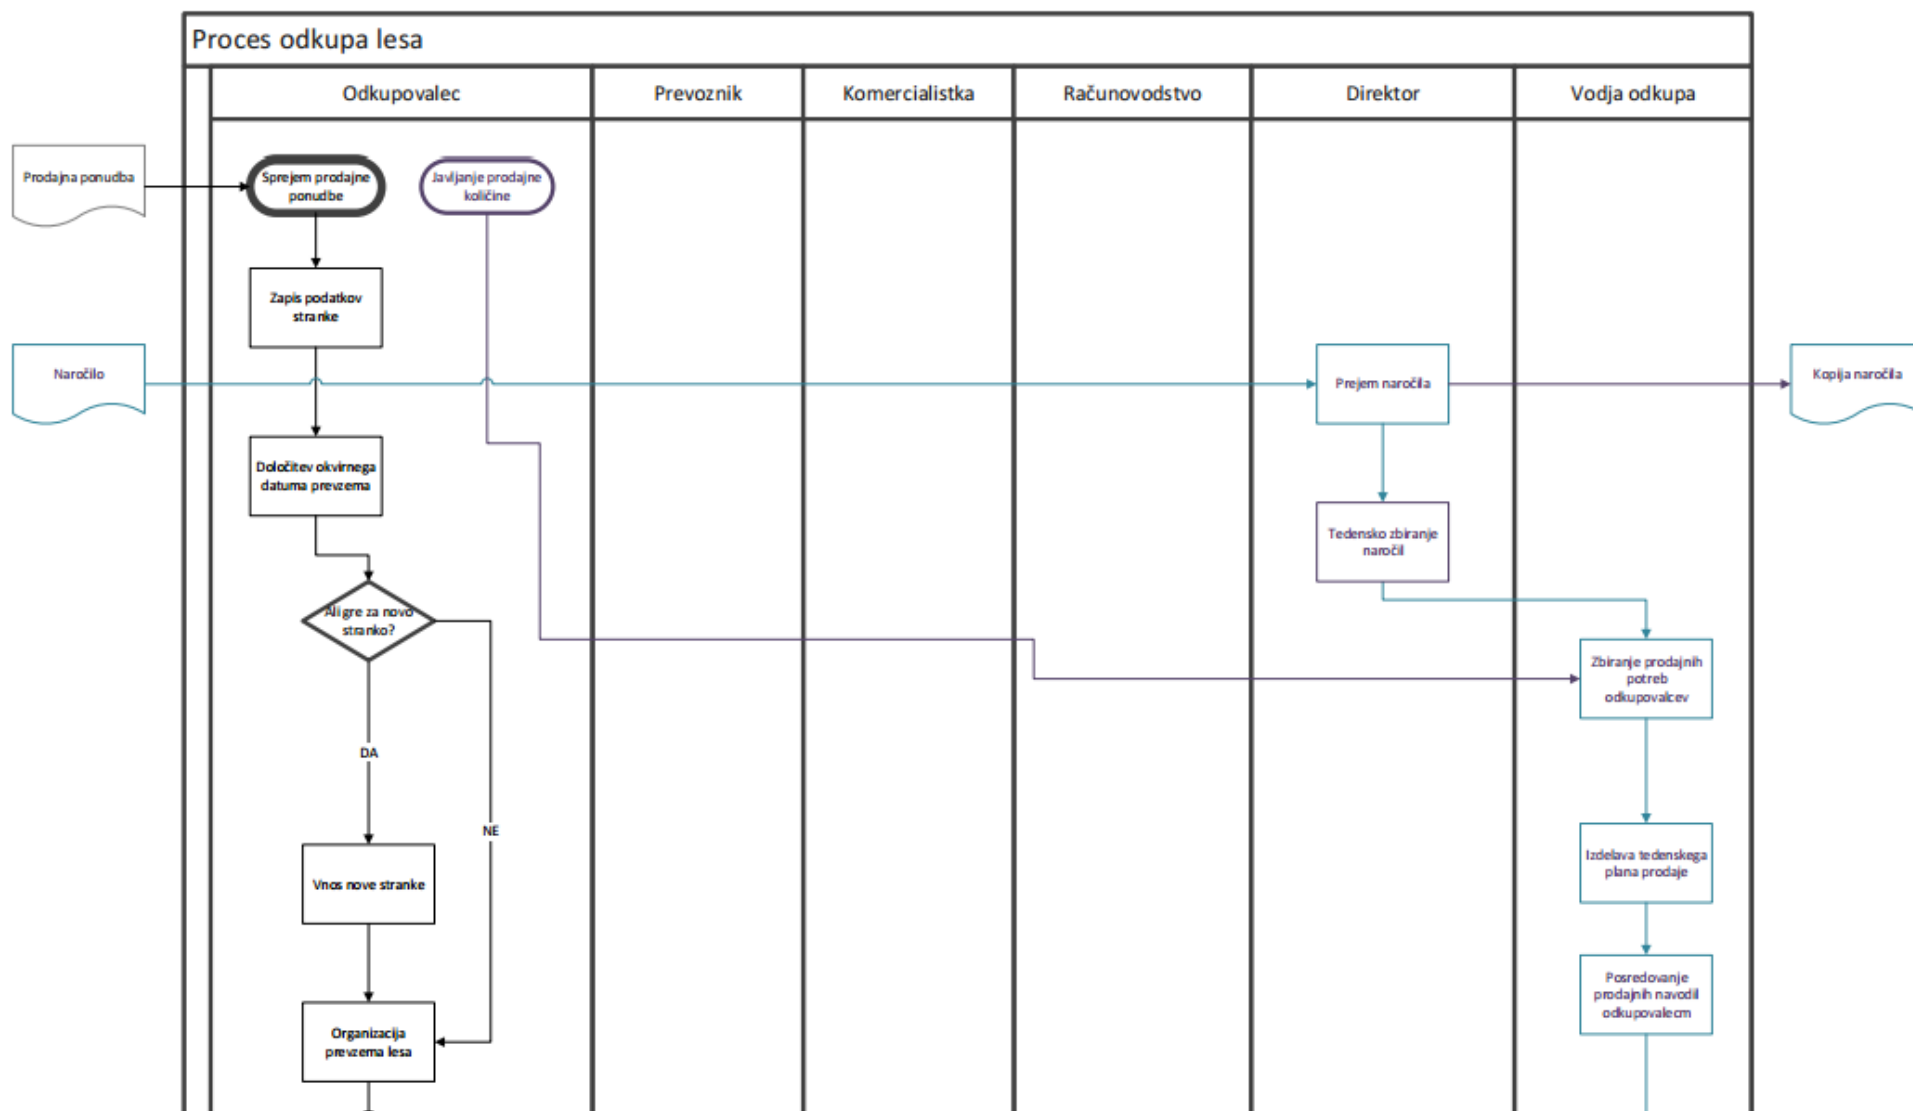 Proces odkupa lesa
Odkupovalec
Prevoznik
Komercialistka
Računovodstvo
Direktor
Vodja odkupa
Prodajna ponudba
Sprejem prodajne
ponudbe
Javljanje prodajne
količine
Zapis podatkov
stranke
Naročilo
Prejem naročila
Kopija naročila
Določitev okvirnega
datuma prevzema
Tedensko zbiranje
naročil
Ali gre za novo
stranko?
Zbiranje prodajnih
potreb
odkupovalcev
DA
NE
Izdelava tedenskega
plana prodaje
Vnos nove stranke
Posredovanje
prodajnih navodil
odkupovalecm
Organizacija
prevzema lesa